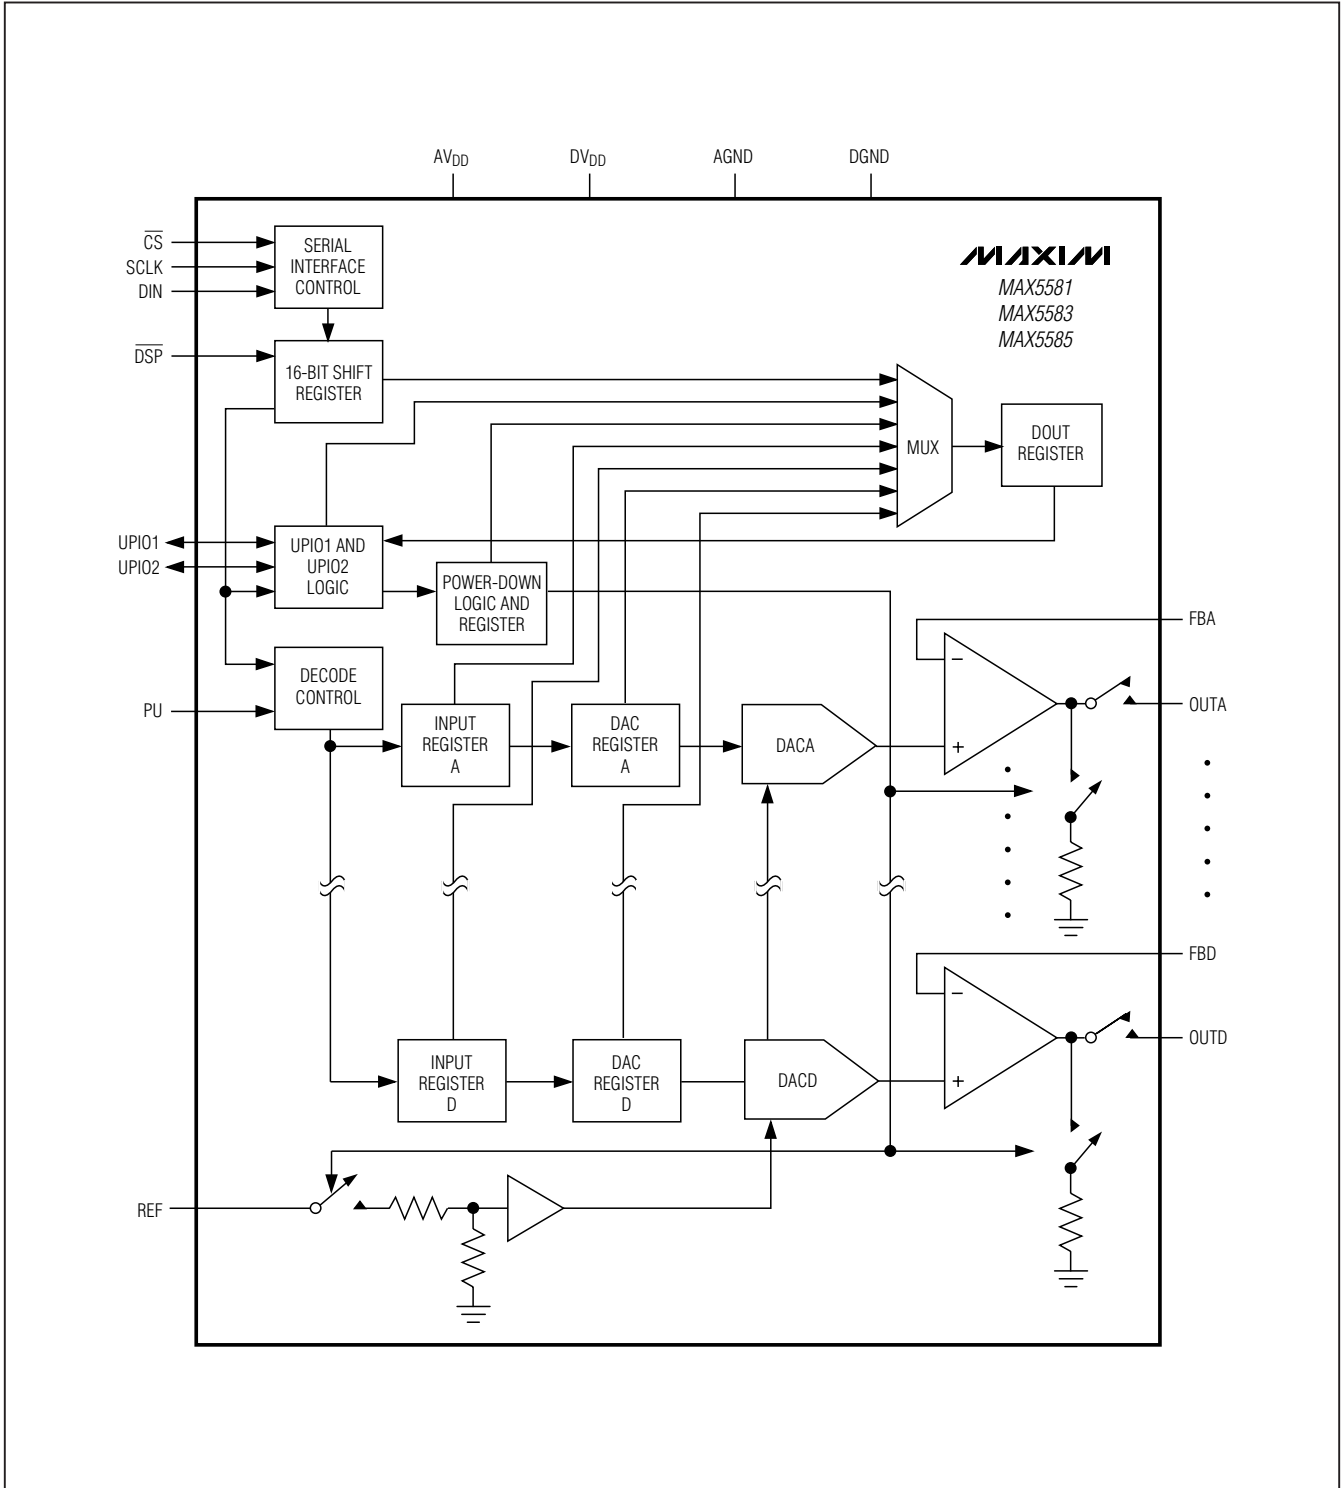 AVDD
DVDD
AGND
DGND
CS
SCLK
DIN
SERIAL
INTERFACE
CONTROL
MAXIM
MAX5581
MAX5583
MAX5585
DSP
16-BIT SHIFT
REGISTER
MUX
DOUT
REGISTER
UPIO1
UPIO2
UPIO1 AND
UPIO2
LOGIC
POWER-DOWN
LOGIC AND
REGISTER
FBA
DECODE
CONTROL
PU
INPUT
REGISTER
A
DAC
REGISTER
A
DACA
−
+
OUTA
FBD
INPUT
REGISTER
D
DAC
REGISTER
D
DACD
−
+
OUTD
REF